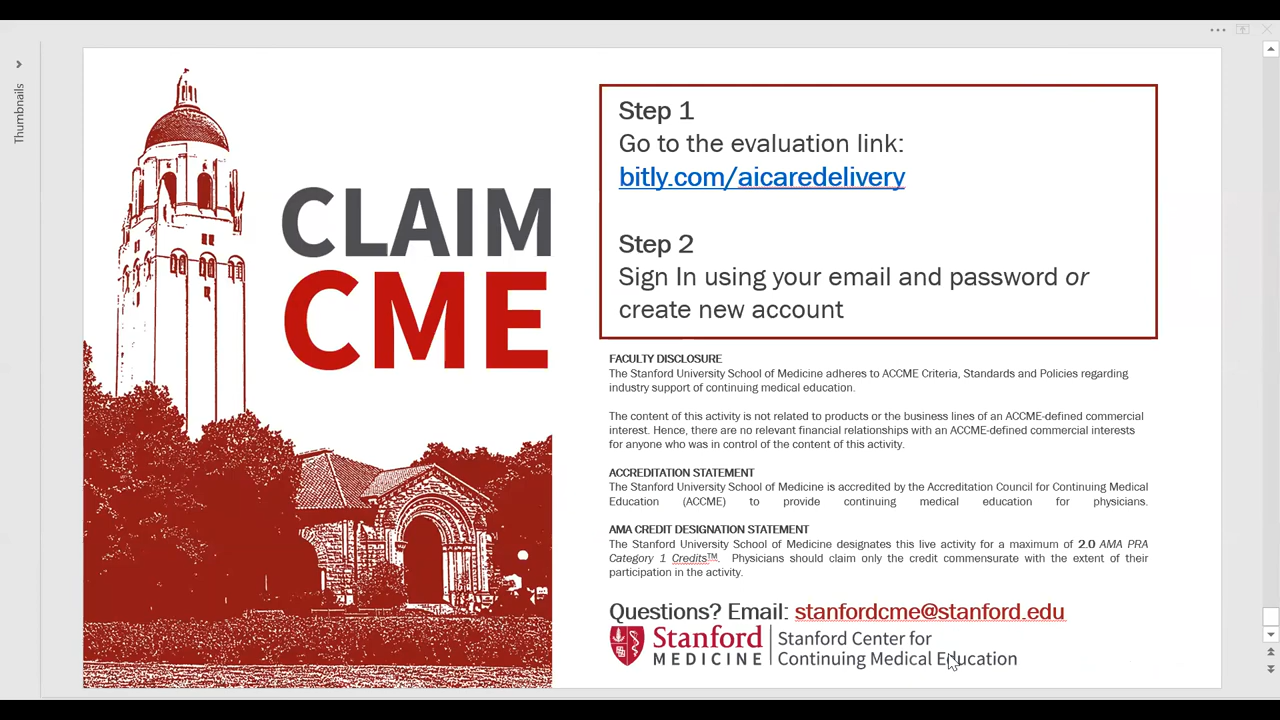 Thumbnails
CLAIM
CME
Step 1
Go to the evaluation link:
bitly.com/aicaredelivery
Step 2
Sign In using your email and password or
create new account
FACULTY DISCLOSURE
The Stanford University School of Medicine adheres to ACCME Criteria, Standards and Policies regarding
industry support of continuing medical education.
The content of this activity is not related to products or the business lines of an ACCME-defined commercial
interest. Hence, there are no relevant financial relationships with an ACCME-defined commercial interests
for anyone who was in control of the content of this activity.
ACCREDITATION STATEMENT
The Stanford University School of Medicine is accredited by the Accreditation Council for Continuing Medical
Education (ACCME) to provide continuing medical education for physicians.
AMA CREDIT DESIGNATION STATEMENT
The Stanford University School of Medicine designates this live activity for a maximum of 2.0 AMA PRA
Category 1 Credits™. Physicians should claim only the credit commensurate with the extent of their
participation in the activity.
Questions? Email: stanfordcme@stanford.edu
Stanford
MEDICINE
Stanford Center for
Continuing Medical Education